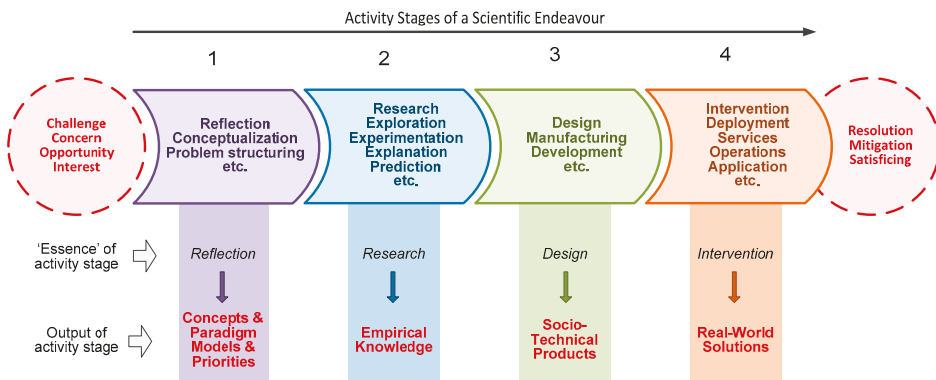 Activity Stages of a Scientific Endeavour
1
2
3
4
Challenge
Concern
Opportunity
Interest
Reflection
Conceptualization
Problem structuring
etc.
Research
Exploration
Experimentation
Explanation
Prediction
etc.
Design
Manufacturing
Development
etc.
Intervention
Deployment
Services
Operations
Application
etc.
Resolution
Mitigation
Satisficing
‘Essence’ of
activity stage
Reflection
Research
Design
Intervention
Output of
activity stage
Concepts &
Paradigm
Models &
Priorities
Empirical
Knowledge
Socio-
Technical
Products
Real-World
Solutions